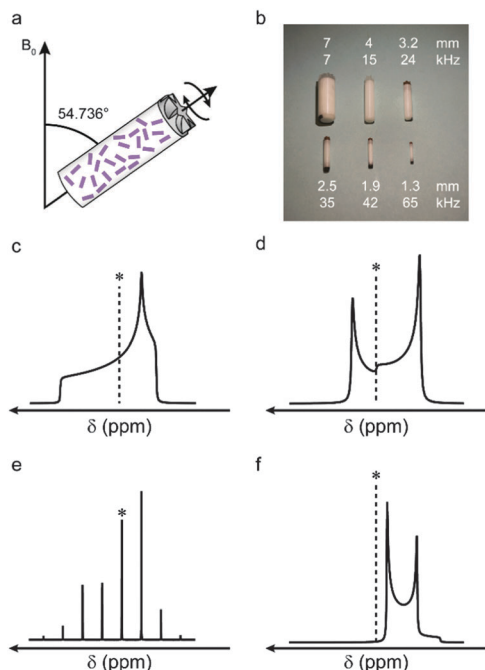 a
B₀
54.736°
b
7 4 3.2 mm
7 15 24 kHz
2.5 1.9 1.3 mm
35 42 65 kHz
c
*
δ (ppm)
d
*
δ (ppm)
e
*
δ (ppm)
f
*
δ (ppm)